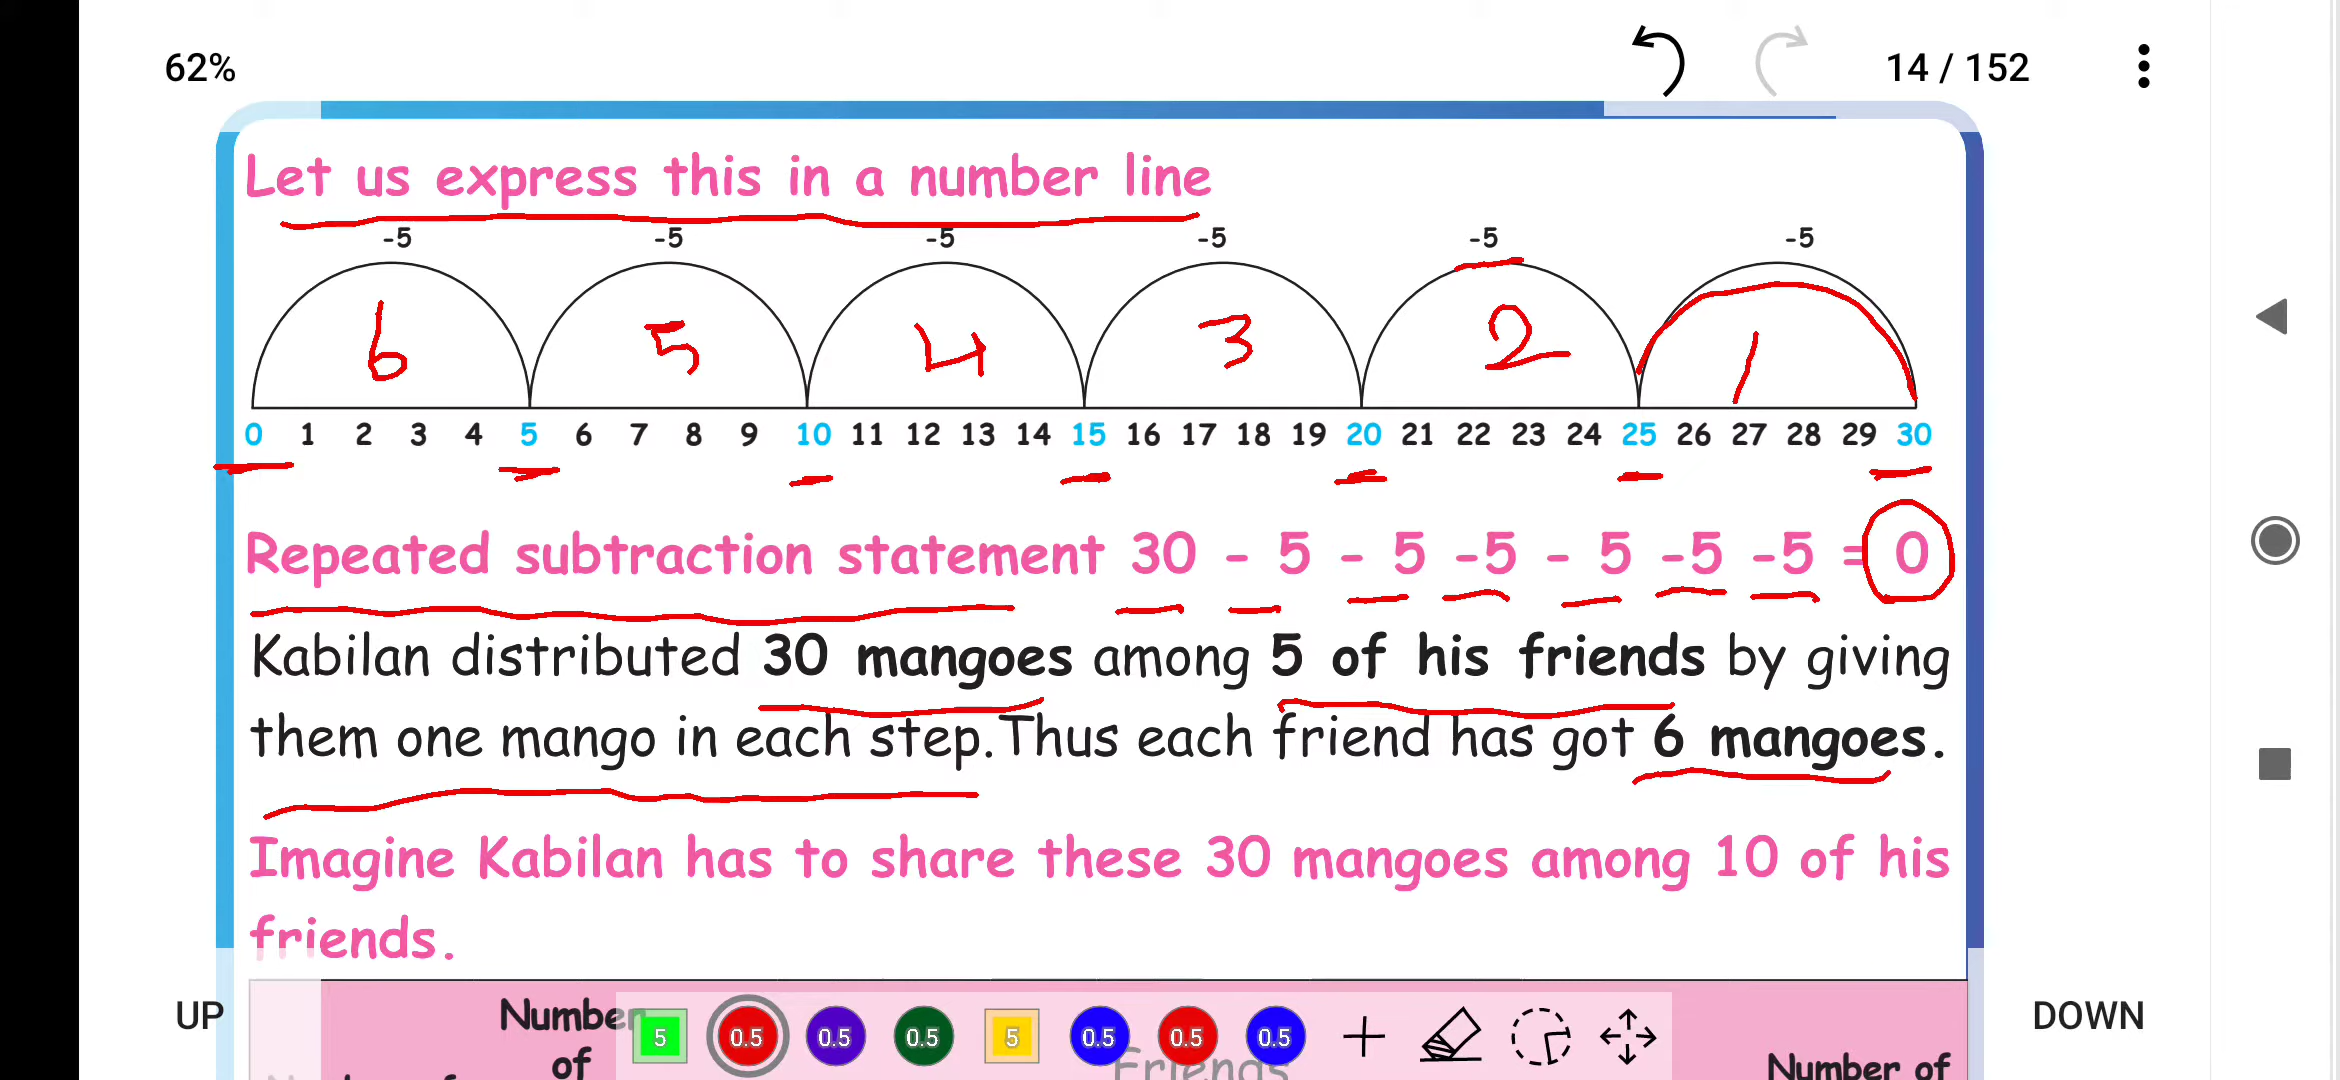 62%
14 / 152
Let us express this in a number line
-5 -5 -5 -5 -5 -5
6 5 4 3 2 1
0 1 2 3 4 5 6 7 8 9 10 11 12 13 14 15 16 17 18 19 20 21 22 23 24 25 26 27 28 29 30
Repeated subtraction statement 30 - 5 - 5 -5 - 5 -5 -5 = 0
Kabilan distributed 30 mangoes among 5 of his friends by giving
them one mango in each step.Thus each friend has got 6 mangoes.
Imagine Kabilan has to share these 30 mangoes among 10 of his
friends.
UP
Number
5 0.5 0.5 0.5 5 0.5 0.5 0.5
DOWN
of
Friends
Number of